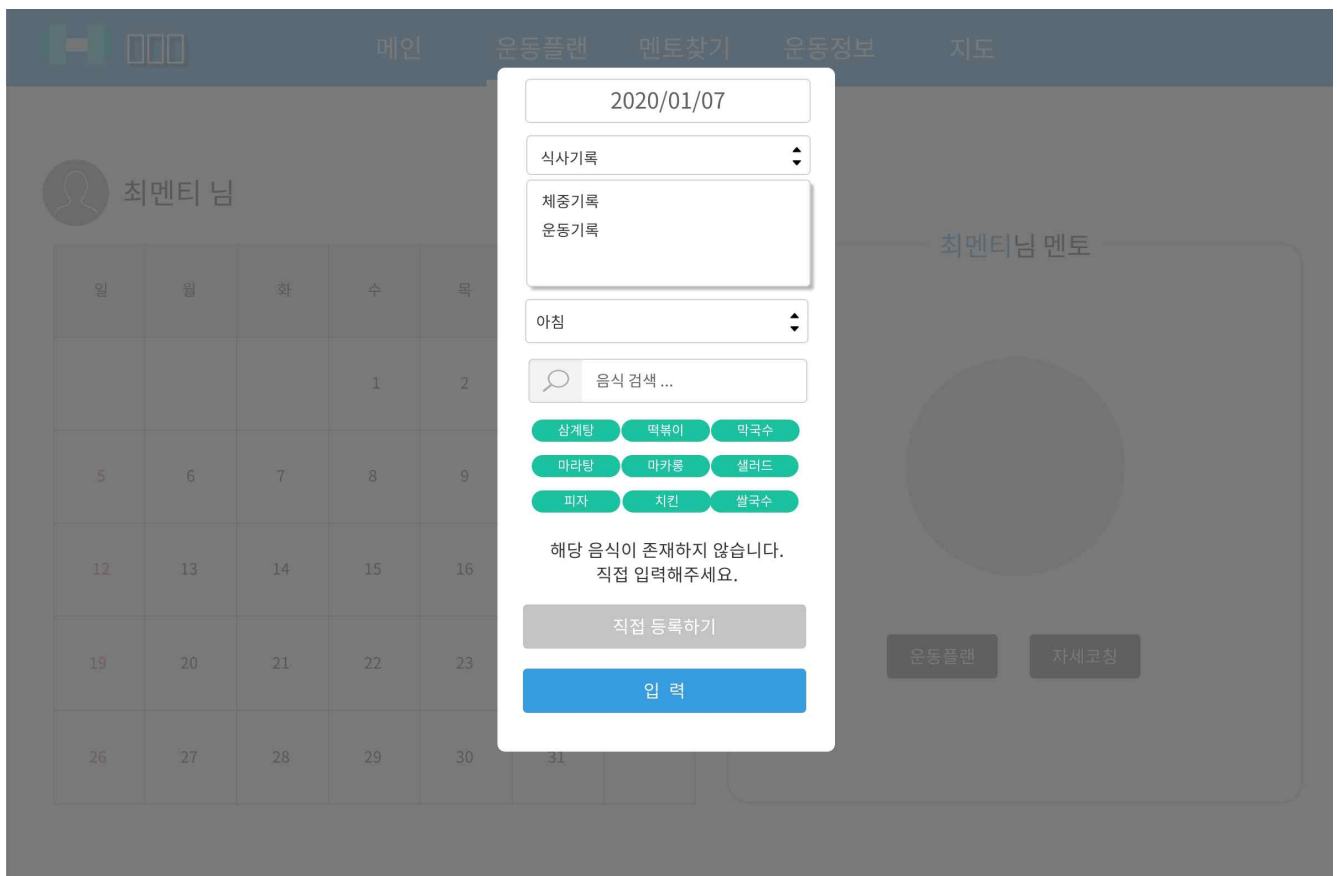 메인 운동플랜 멘토찾기 운동정보 지도
최멘티 님
일 월 화 수 목
1 2
5 6 7 8 9
12 13 14 15 16
19 20 21 22 23
26 27 28 29 30 31
2020/01/07
식사기록
체중기록
운동기록
아침
음식 검색 ...
삼계탕 떡볶이 막국수
마라탕 마카롱 샐러드
피자 치킨 쌀국수
해당 음식이 존재하지 않습니다.
직접 입력해주세요.
직접 등록하기
입 력
최멘티님 멘토
운동플랜 자세코칭